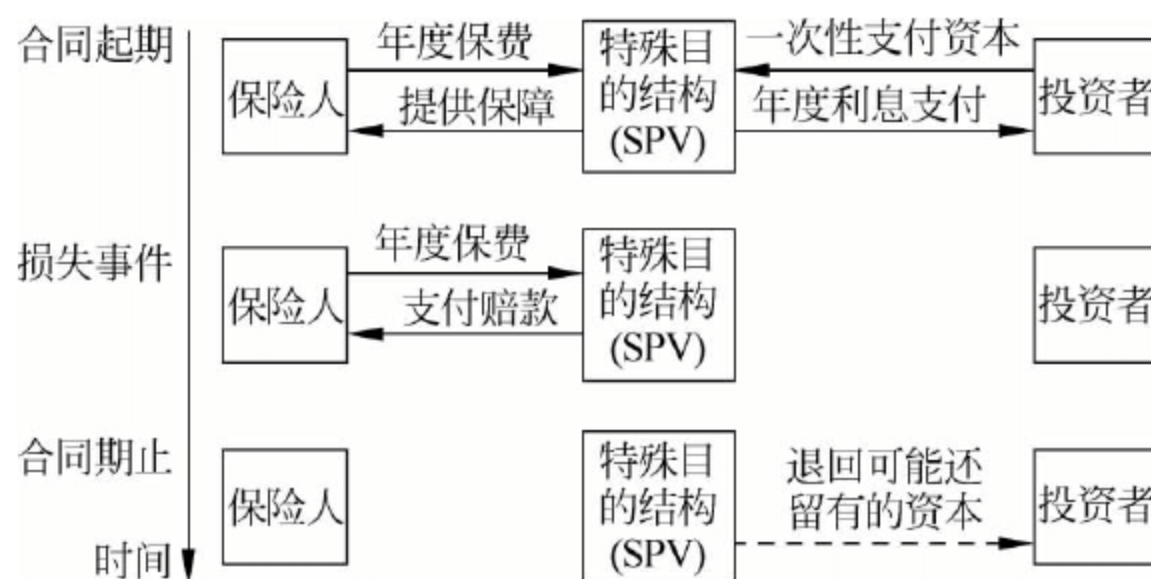 合同起期
保险人
年度保费
提供保障
特殊目
的结构
(SPV)
一次性支付资本
年度利息支付
投资者
损失事件
保险人
年度保费
支付赔款
特殊目
的结构
(SPV)
投资者
合同期止
保险人
特殊目
的结构
(SPV)
退回可能还
留有的资本
投资者
时间